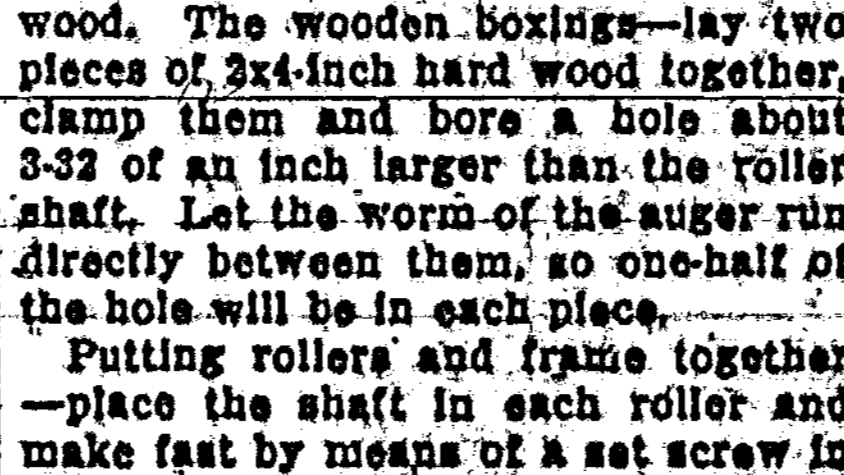 wood. The wooden boxings—lay two
pieces of 2x4-inch hard wood together,
clamp them and bore a hole about
3-32 of an inch larger than the roller
shaft. Let the worm of the auger run
directly between them, so one-half of
the hole will be in each piece.
Putting rollers and frame together
—place the shaft in each roller and
make fast by means of a set screw in